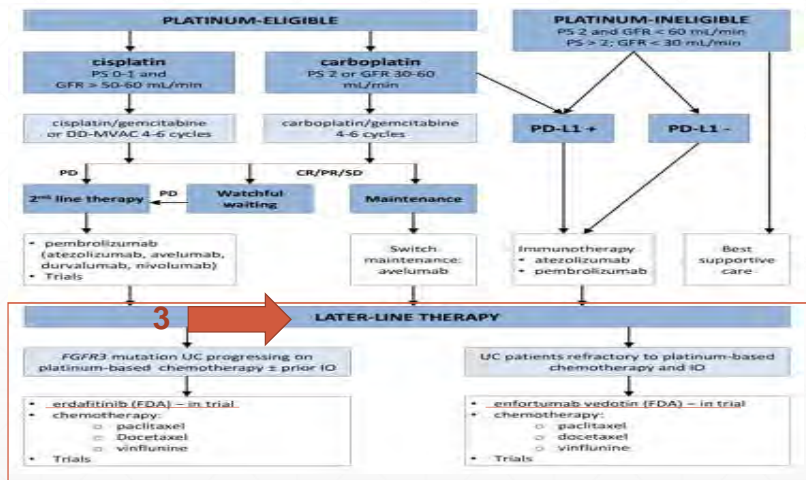 PLATINUM-ELIGIBLE
PLATINUM-INELIGIBLE
PS 2 and GFR < 60 mL/min
PS > 2; GFR < 30 mL/min
cisplatin
PS 0-1 and
GFR > 50-60 mL/min
carboplatin
PS 2 or GFR 30-60
mL/min
cisplatin/gemcitabine
or DD-MVAC 4-6 cycles
carboplatin/gemcitabine
4-6 cycles
PD-L1 +
PD-L1 -
PD
CR/PR/SD
2nd line therapy
PD
Watchful
waiting
Maintenance
• pembrolizumab
(atezolizumab, avelumab,
durvalumab, nivolumab)
• Trials
Switch
maintenance:
avelumab
Immunotherapy
• atezolizumab
• pembrolizumab
Best
supportive
care
3
LATER-LINE THERAPY
FGFR3 mutation UC progressing on
platinum-based chemotherapy ± prior IO
UC patients refractory to platinum-based
chemotherapy and IO
• erdafitinib (FDA) – in trial
• chemotherapy:
o paclitaxel
o Docetaxel
o vinflunine
• Trials
• enfortumab vedotin (FDA) – in trial
• chemotherapy:
o paclitaxel
o docetaxel
o vinflunine
• Trials